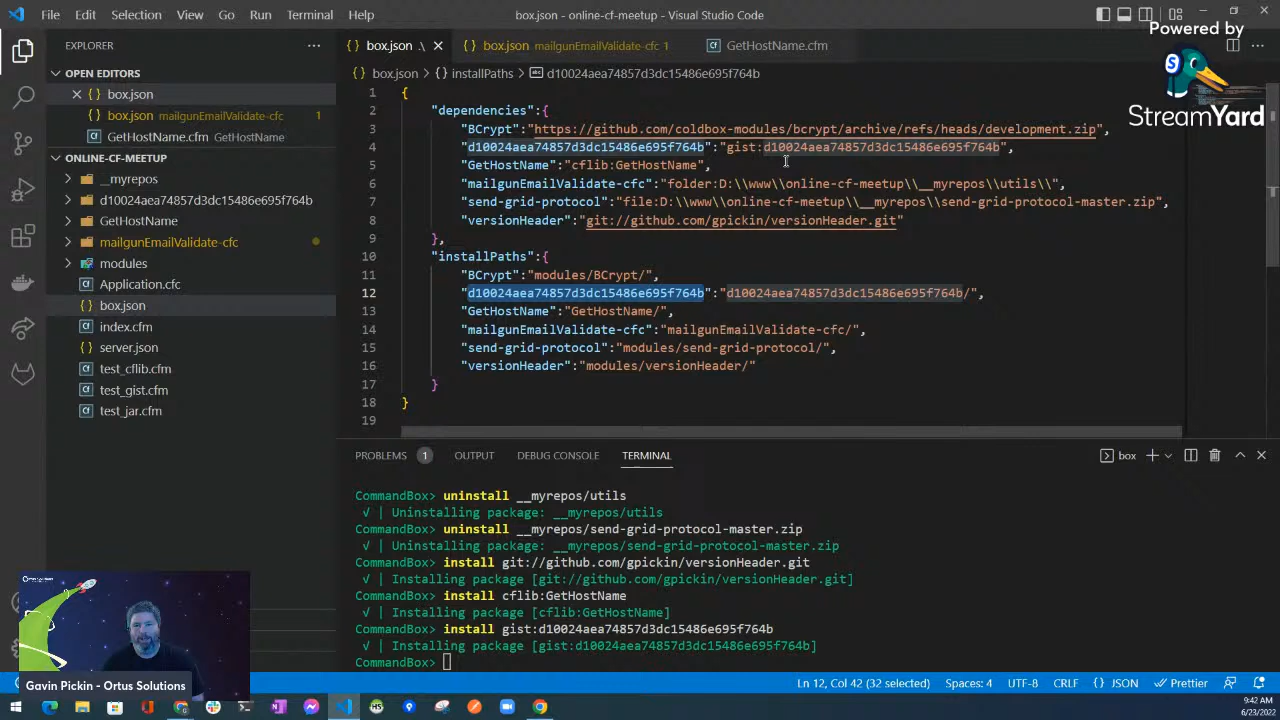 File Edit Selection View Go Run Terminal Help
box.json - online-cf-meetup - Visual Studio Code
Powered by
StreamYard
EXPLORER
OPEN EDITORS
box.json
box.json mailgunEmailValidate-cfc 1
GetHostName.cfm GetHostName
ONLINE-CF-MEETUP
__myrepos
d10024aea74857d3dc15486e695f764b
GetHostName
mailgunEmailValidate-cfc
modules
Application.cfc
box.json
index.cfm
server.json
test_cflib.cfm
test_gist.cfm
test_jar.cfm
box.json .\
box.json mailgunEmailValidate-cfc 1
GetHostName.cfm
{} box.json > {} installPaths > d10024aea74857d3dc15486e695f764b
1 {
2 "dependencies":{
3 "BCrypt":"https://github.com/coldbox-modules/bcrypt/archive/refs/heads/development.zip",
4 "d10024aea74857d3dc15486e695f764b":"gist:d10024aea74857d3dc15486e695f764b",
5 "GetHostName":"cflib:GetHostName",
6 "mailgunEmailValidate-cfc":"folder:D:\\www\\online-cf-meetup\\__myrepos\\utils\\",
7 "send-grid-protocol":"file:D:\\www\\online-cf-meetup\\__myrepos\\send-grid-protocol-master.zip",
8 "versionHeader":"git://github.com/gpickin/versionHeader.git"
9 },
10 "installPaths":{
11 "BCrypt":"modules/BCrypt/",
12 "d10024aea74857d3dc15486e695f764b":"d10024aea74857d3dc15486e695f764b/",
13 "GetHostName":"GetHostName/",
14 "mailgunEmailValidate-cfc":"mailgunEmailValidate-cfc/",
15 "send-grid-protocol":"modules/send-grid-protocol/",
16 "versionHeader":"modules/versionHeader/"
17 }
18 }
19
PROBLEMS 1 OUTPUT DEBUG CONSOLE TERMINAL
box
CommandBox> uninstall __myrepos/utils
√ | Uninstalling package: __myrepos/utils
CommandBox> uninstall __myrepos/send-grid-protocol-master.zip
√ | Uninstalling package: __myrepos/send-grid-protocol-master.zip
CommandBox> install git://github.com/gpickin/versionHeader.git
√ | Installing package [git://github.com/gpickin/versionHeader.git]
CommandBox> install cflib:GetHostName
√ | Installing package [cflib:GetHostName]
CommandBox> install gist:d10024aea74857d3dc15486e695f764b
√ | Installing package [gist:d10024aea74857d3dc15486e695f764b]
CommandBox>
Gavin Pickin - Ortus Solutions
Ln 12, Col 42 (32 selected) Spaces: 4 UTF-8 CRLF {} JSON Prettier
9:42 AM
6/23/2022